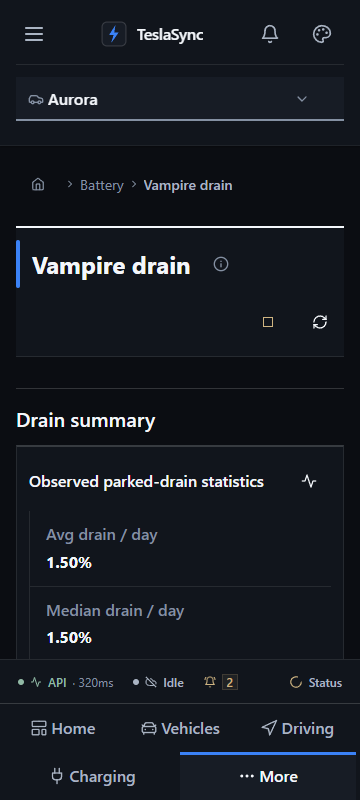 TeslaSync
Aurora
Battery
Vampire drain
Vampire drain
Drain summary
Observed parked-drain statistics
Avg drain / day
1.50%
Median drain / day
1.50%
API · 320ms Idle 2 Status
Home Vehicles Driving
Charging More